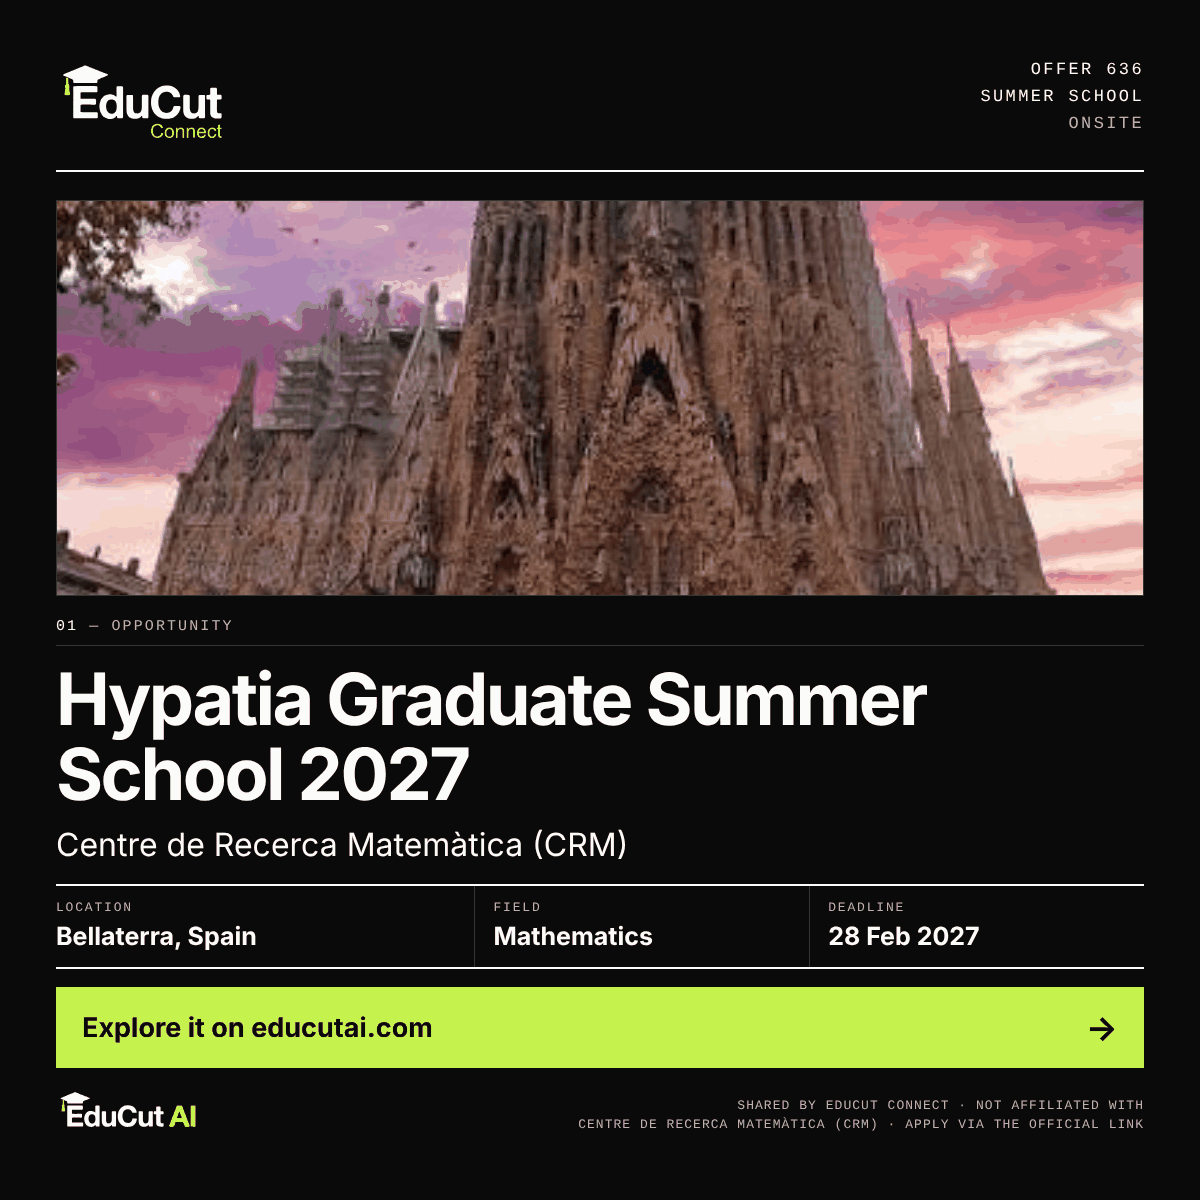 EduCut
Connect
OFFER 636
SUMMER SCHOOL
ONSITE
01 — OPPORTUNITY
Hypatia Graduate Summer
School 2027
Centre de Recerca Matemàtica (CRM)
LOCATION
Bellaterra, Spain
FIELD
Mathematics
DEADLINE
28 Feb 2027
Explore it on educutai.com →
EduCut AI
SHARED BY EDUCUT CONNECT · NOT AFFILIATED WITH
CENTRE DE RECERCA MATEMÀTICA (CRM) · APPLY VIA THE OFFICIAL LINK